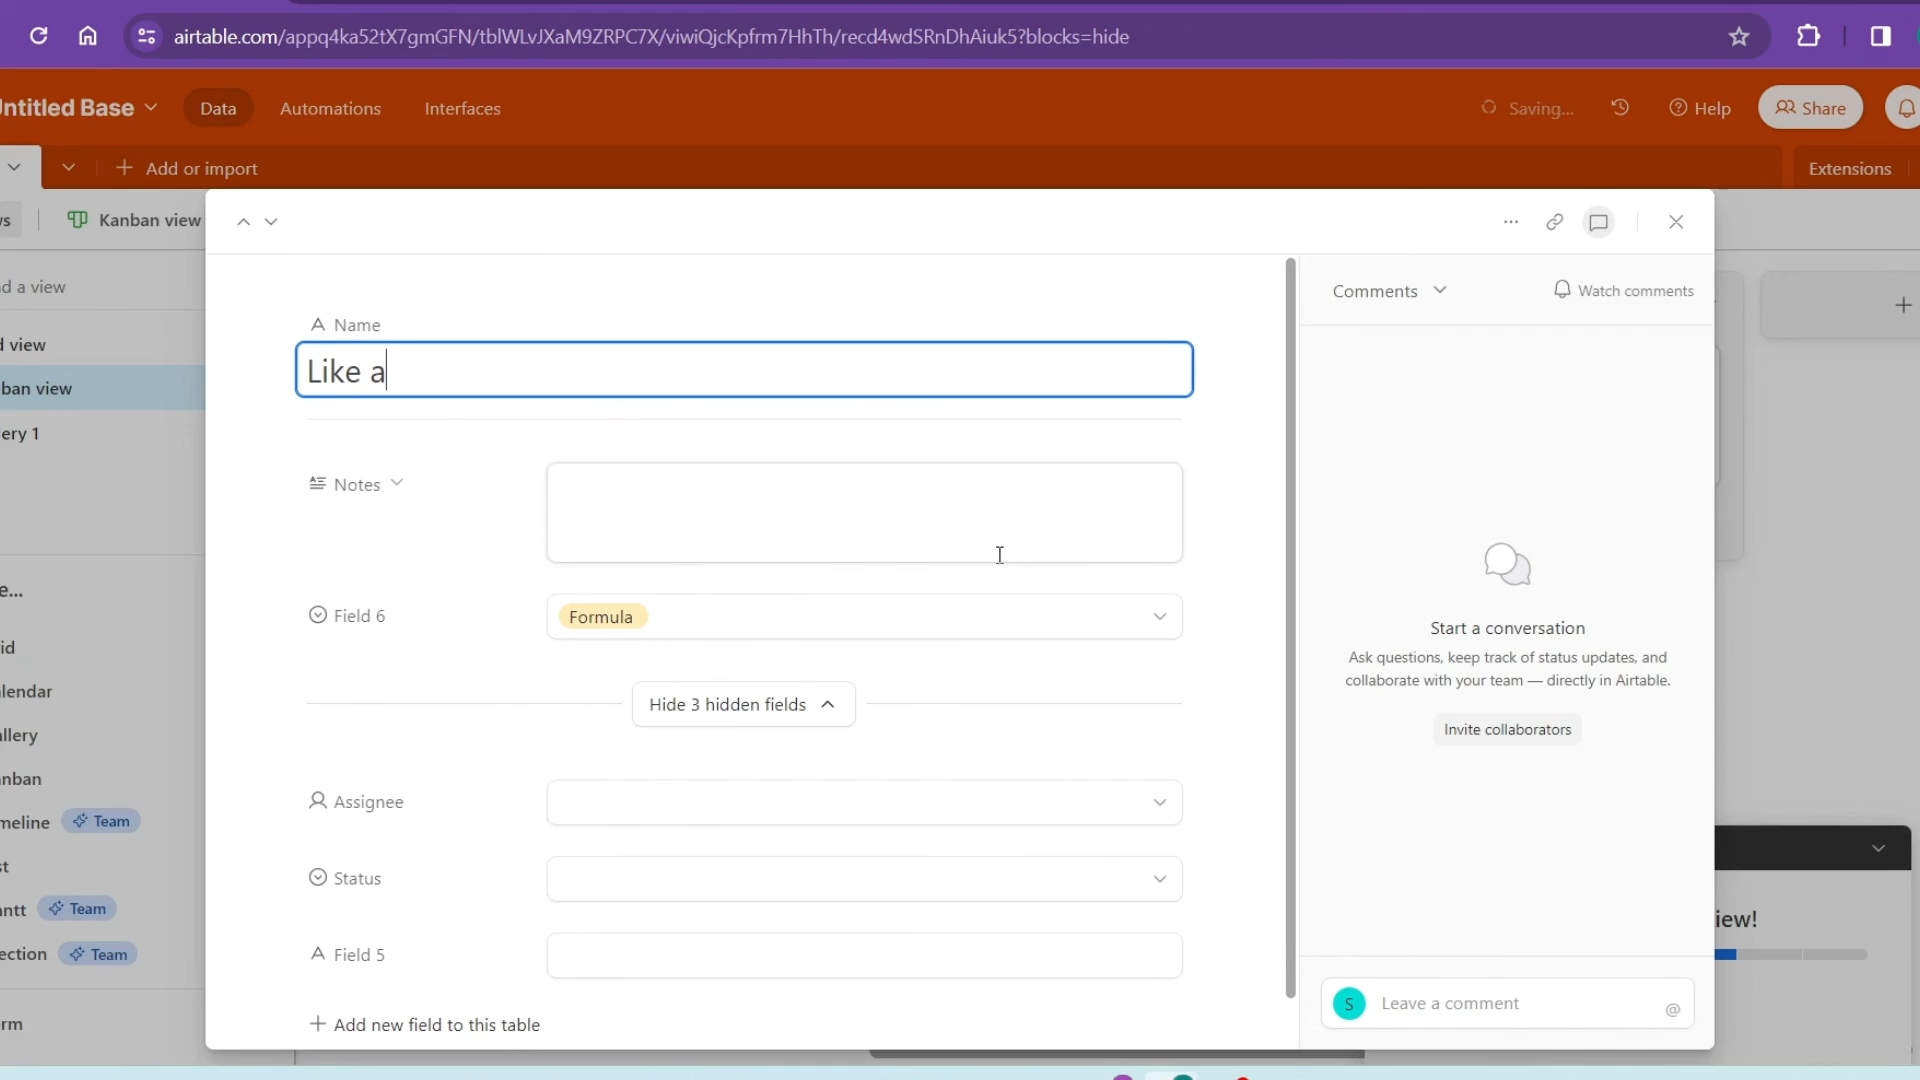 airtable.com/appq4ka52tX7gmGFN/tblWLvJXaM9ZRPC7X/viwiQjcKpfrm7HhTh/recd4wdSRnDhAiuk5?blocks=hide
ntitled Base
Data
Automations
Interfaces
Saving...
Help
Share
Add or import
Extensions
s
Kanban view
d a view
d view
ban view
ery 1
e...
id
lendar
llery
nban
meline
Team
st
antt
Team
ection
Team
rm
Name
Like a
Notes
Field 6
Formula
Hide 3 hidden fields
Assignee
Status
Field 5
Add new field to this table
Comments
Watch comments
Start a conversation
Ask questions, keep track of status updates, and
collaborate with your team — directly in Airtable.
Invite collaborators
S
Leave a comment
@
iew!